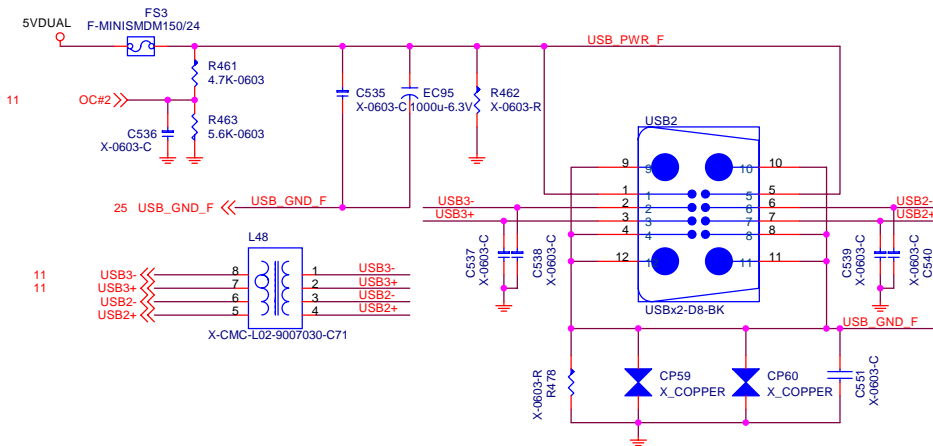 FS3
5VDUAL
F-MINISMDM150/24
USB_PWR_F
R461
4.7K-0603
C535
X-0603-C
EC95
1000u-6.3V
R462
X-0603-R
11
OC#2
R463
5.6K-0603
C536
X-0603-C
USB2
9
9
10
10
1
1
5
5
2
2
6
6
3
3
7
7
4
4
8
8
12
1
11
11
USBx2-D8-BK
25
USB_GND_F
USB_GND_F
USB3-
USB3+
USB2-
USB2+
C537
X-0603-C
C538
X-0603-C
C539
X-0603-C
C540
X-0603-C
L48
11
USB3-
8
1
USB3-
11
USB3+
7
2
USB3+
USB2-
6
3
USB2-
USB2+
5
4
USB2+
X-CMC-L02-9007030-C71
USB_GND_F
X-0603-R
R478
CP59
X_COPPER
CP60
X_COPPER
C551
X-0603-C